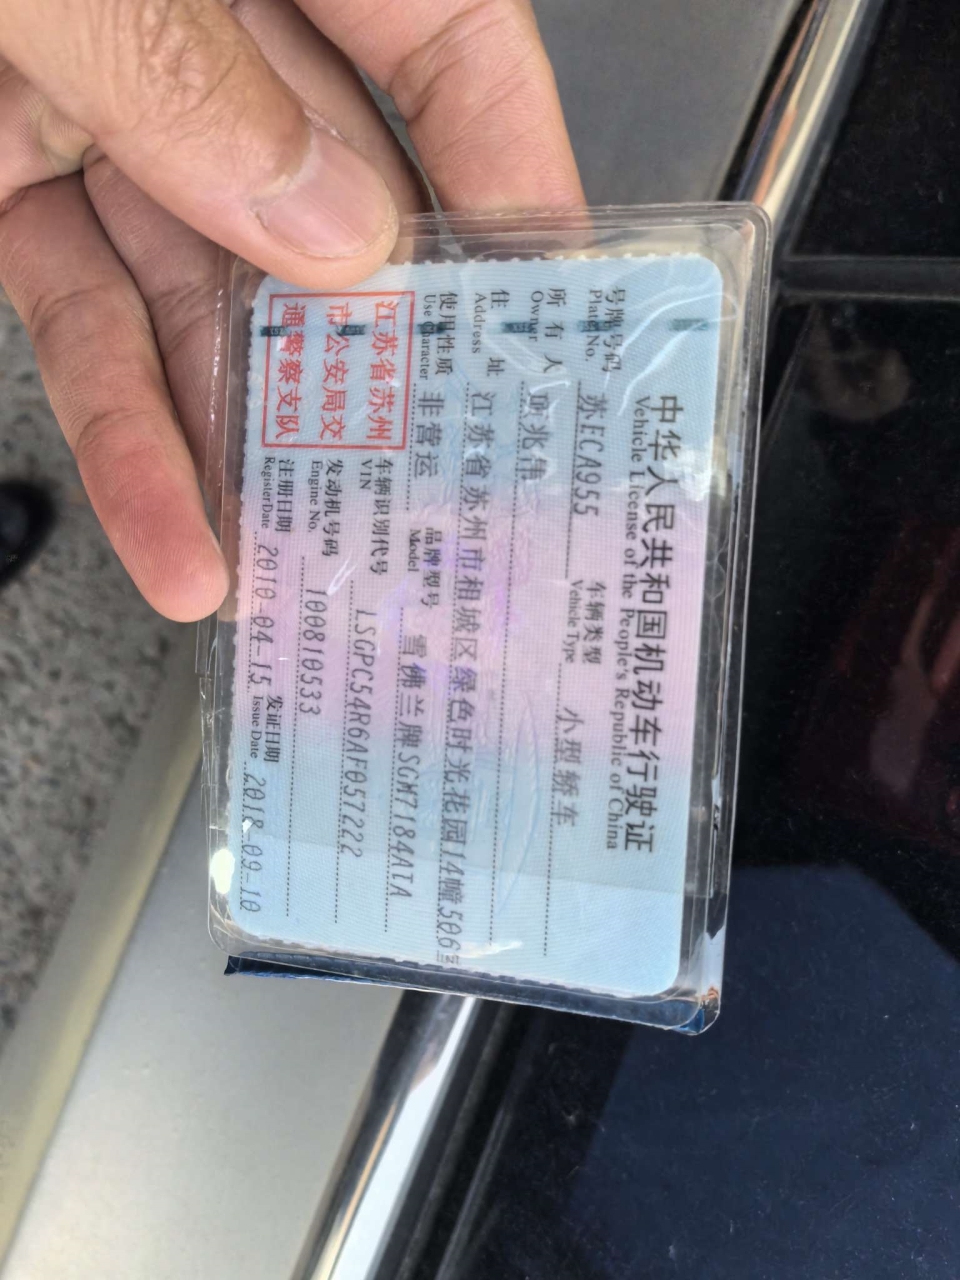 中华人民共和国机动车行驶证
Vehicle License of the People's Republic of China
号牌号码 苏ECA955 车辆类型 小型轿车
Plate No. Vehicle Type
所有人 兆伟
Owner
住址 江苏省苏州市相城区绿色时光花园14幢506
Address
使用性质 非营运 品牌型号 雪佛兰牌SGM7184ATA
Use Character Model
江苏省苏州
市公安局交
通警察支队
车辆识别代号 LSGPC54R6AF057222
VIN
发动机号码 100810533
Engine No.
注册日期 2010-04-15 发证日期 2018-09-10
Register Date Issue Date